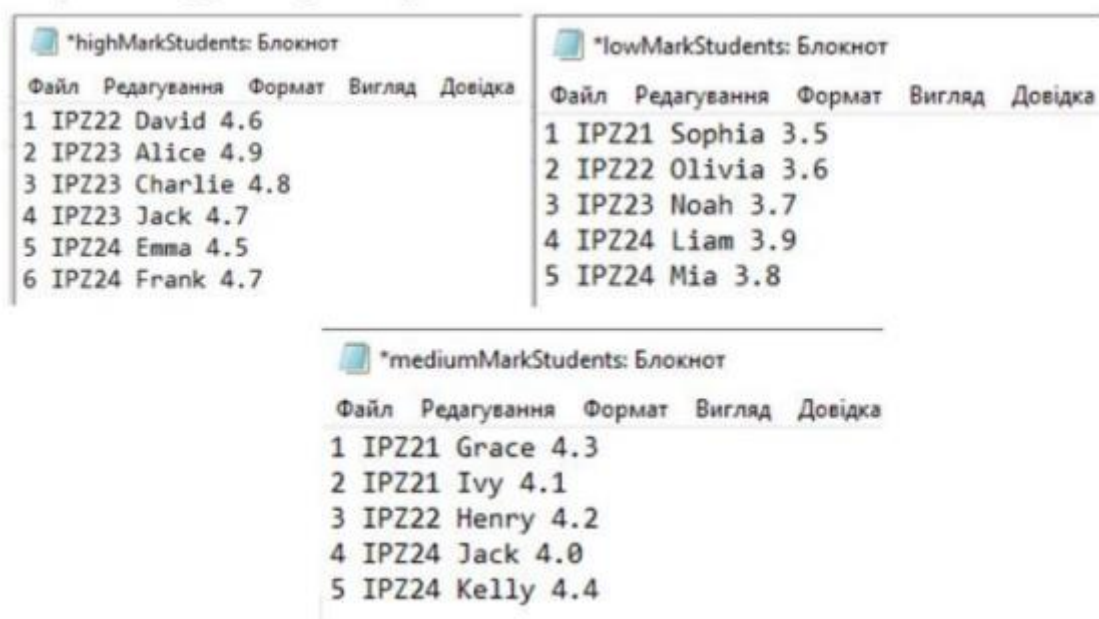 *highMarkStudents: Блокнот
Файл Редагування Формат Вигляд Довідка
1 IPZ22 David 4.6
2 IPZ23 Alice 4.9
3 IPZ23 Charlie 4.8
4 IPZ23 Jack 4.7
5 IPZ24 Emma 4.5
6 IPZ24 Frank 4.7
*lowMarkStudents: Блокнот
Файл Редагування Формат Вигляд Довідка
1 IPZ21 Sophia 3.5
2 IPZ22 Olivia 3.6
3 IPZ23 Noah 3.7
4 IPZ24 Liam 3.9
5 IPZ24 Mia 3.8
*mediumMarkStudents: Блокнот
Файл Редагування Формат Вигляд Довідка
1 IPZ21 Grace 4.3
2 IPZ21 Ivy 4.1
3 IPZ22 Henry 4.2
4 IPZ24 Jack 4.0
5 IPZ24 Kelly 4.4